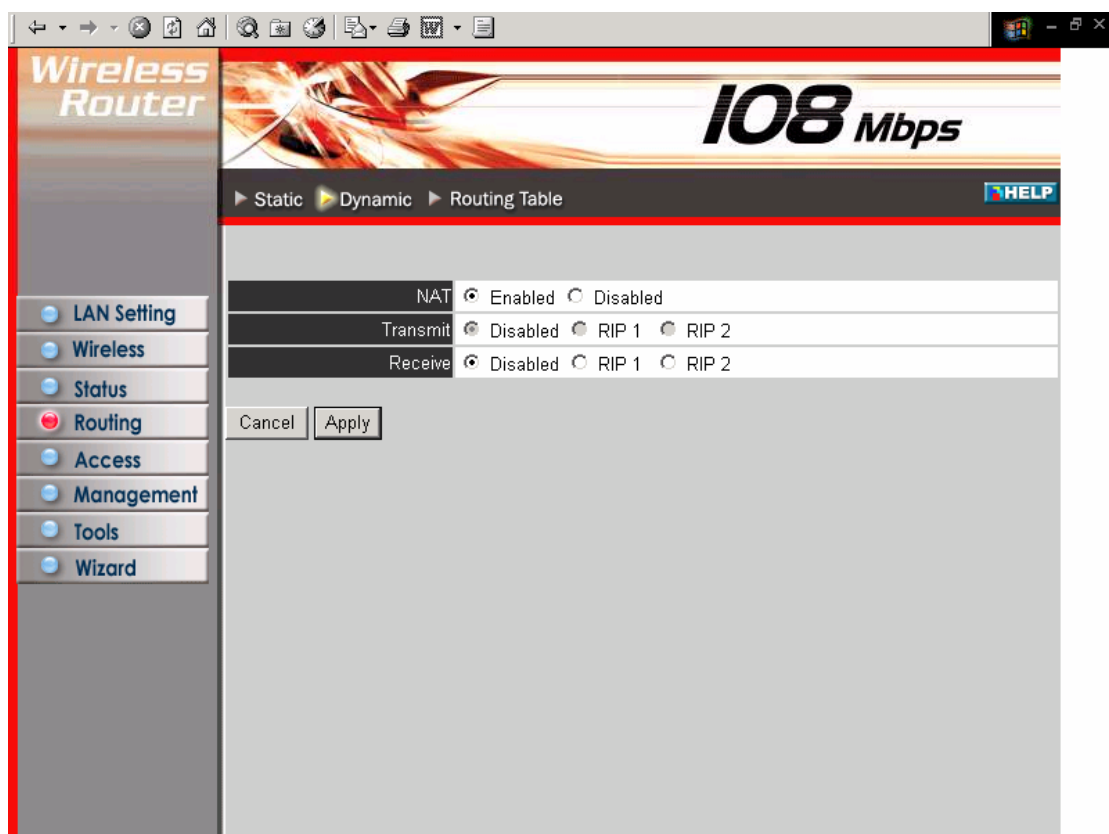 Wireless
Router
108 Mbps
Static Dynamic Routing Table
HELP
LAN Setting
Wireless
Status
Routing
Access
Management
Tools
Wizard
NAT Enabled Disabled
Transmit Disabled RIP 1 RIP 2
Receive Disabled RIP 1 RIP 2
Cancel Apply